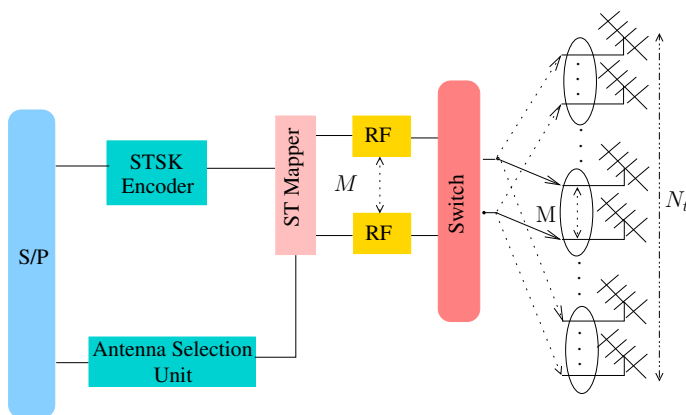 S/P
STSK
Encoder
Antenna Selection
Unit
ST Mapper
RF
M
RF
Switch
M
N_t